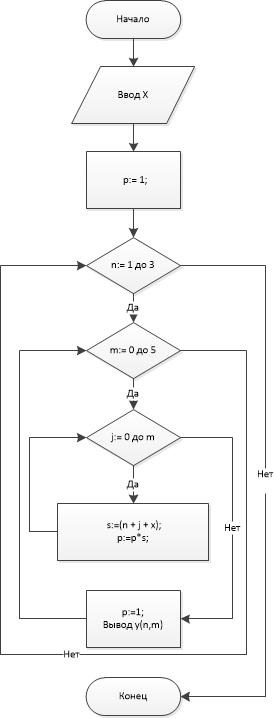 Начало
Ввод X
p:= 1;
n:= 1 до 3
Да
m:= 0 до 5
Да
j:= 0 до m
Да
Нет
s:=(n + j + x);
p:=p*s;
Нет
p:=1;
Вывод y(n,m)
Нет
Конец